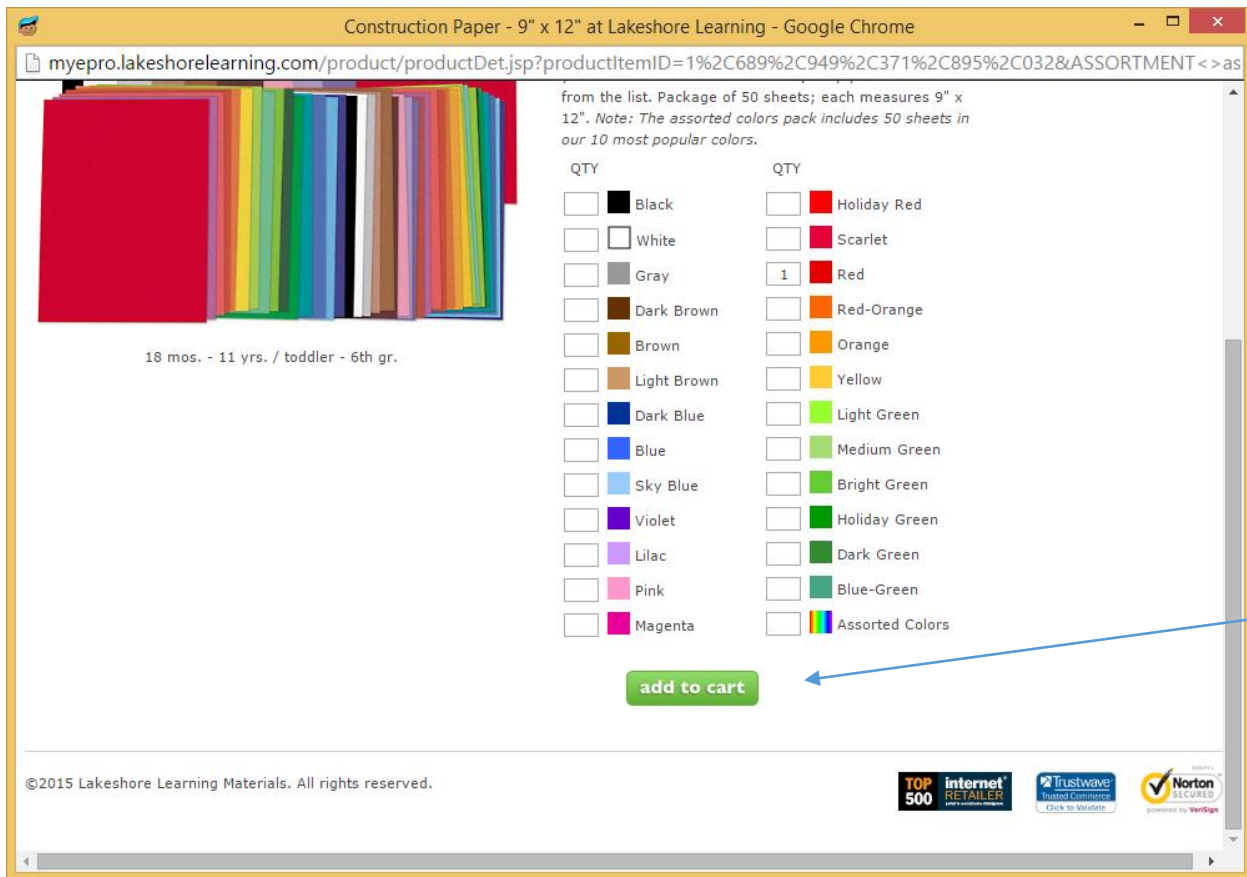 Construction Paper - 9" x 12" at Lakeshore Learning - Google Chrome
myepro.lakeshorelearning.com/product/productDet.jsp?productItemID=1%2C689%2C949%2C371%2C895%2C032&ASSORTMENT<>as
from the list. Package of 50 sheets; each measures 9" x
12". Note: The assorted colors pack includes 50 sheets in
our 10 most popular colors.
QTY QTY
Black Holiday Red
White Scarlet
Gray 1 Red
Dark Brown Red-Orange
Brown Orange
18 mos. - 11 yrs. / toddler - 6th gr.
Light Brown Yellow
Dark Blue Light Green
Blue Medium Green
Sky Blue Bright Green
Violet Holiday Green
Lilac Dark Green
Pink Blue-Green
Magenta Assorted Colors
add to cart
©2015 Lakeshore Learning Materials. All rights reserved.
TOP 500 internet RETAILER
Trustwave
Trusted Commerce
Click to Validate
Norton
SECURED
powered by VeriSign